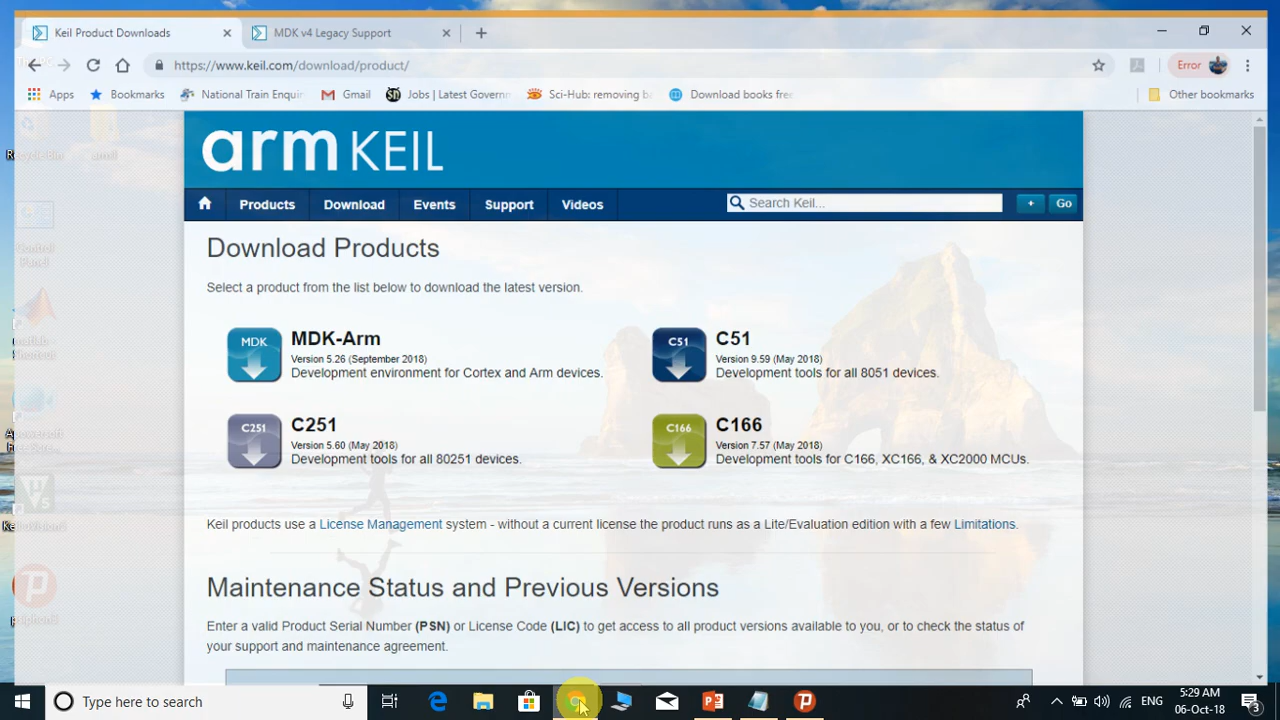 Keil Product Downloads
MDK v4 Legacy Support
https://www.keil.com/download/product/
Error
Apps
Bookmarks
National Train Enqui
Gmail
Jobs | Latest Govern
Sci-Hub: removing b
Download books fre
Other bookmarks
arm KEIL
Products
Download
Events
Support
Videos
Search Keil...
+
Go
Download Products
Select a product from the list below to download the latest version.
MDK
MDK-Arm
Version 5.26 (September 2018)
Development environment for Cortex and Arm devices.
C51
C51
Version 9.59 (May 2018)
Development tools for all 8051 devices.
C251
C251
Version 5.60 (May 2018)
Development tools for all 80251 devices.
C166
C166
Version 7.57 (May 2018)
Development tools for C166, XC166, & XC2000 MCUs.
Keil products use a License Management system - without a current license the product runs as a Lite/Evaluation edition with a few Limitations.
Maintenance Status and Previous Versions
Enter a valid Product Serial Number (PSN) or License Code (LIC) to get access to all product versions available to you, or to check the status of
your support and maintenance agreement.
Control
Panel
matlab
Shortcut
Type here to search
ENG
5:29 AM
06-Oct-18
3